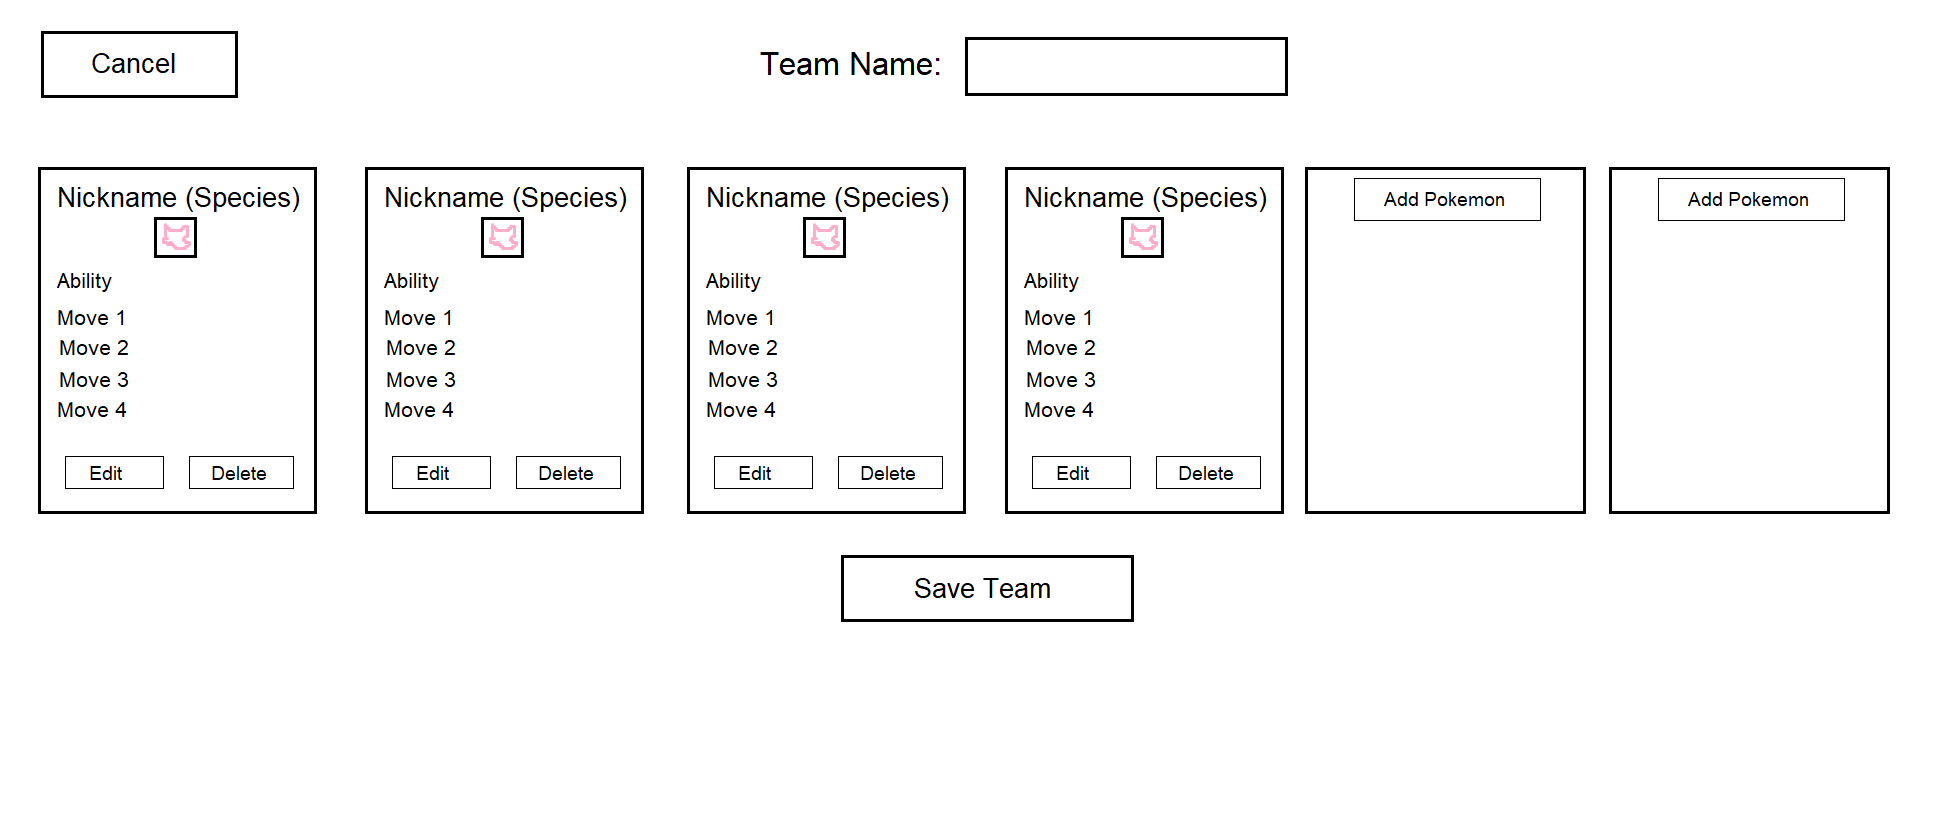 Cancel
Team Name:
Nickname (Species)
Ability
Move 1
Move 2
Move 3
Move 4
Edit
Delete
Nickname (Species)
Ability
Move 1
Move 2
Move 3
Move 4
Edit
Delete
Nickname (Species)
Ability
Move 1
Move 2
Move 3
Move 4
Edit
Delete
Nickname (Species)
Ability
Move 1
Move 2
Move 3
Move 4
Edit
Delete
Add Pokemon
Add Pokemon
Save Team